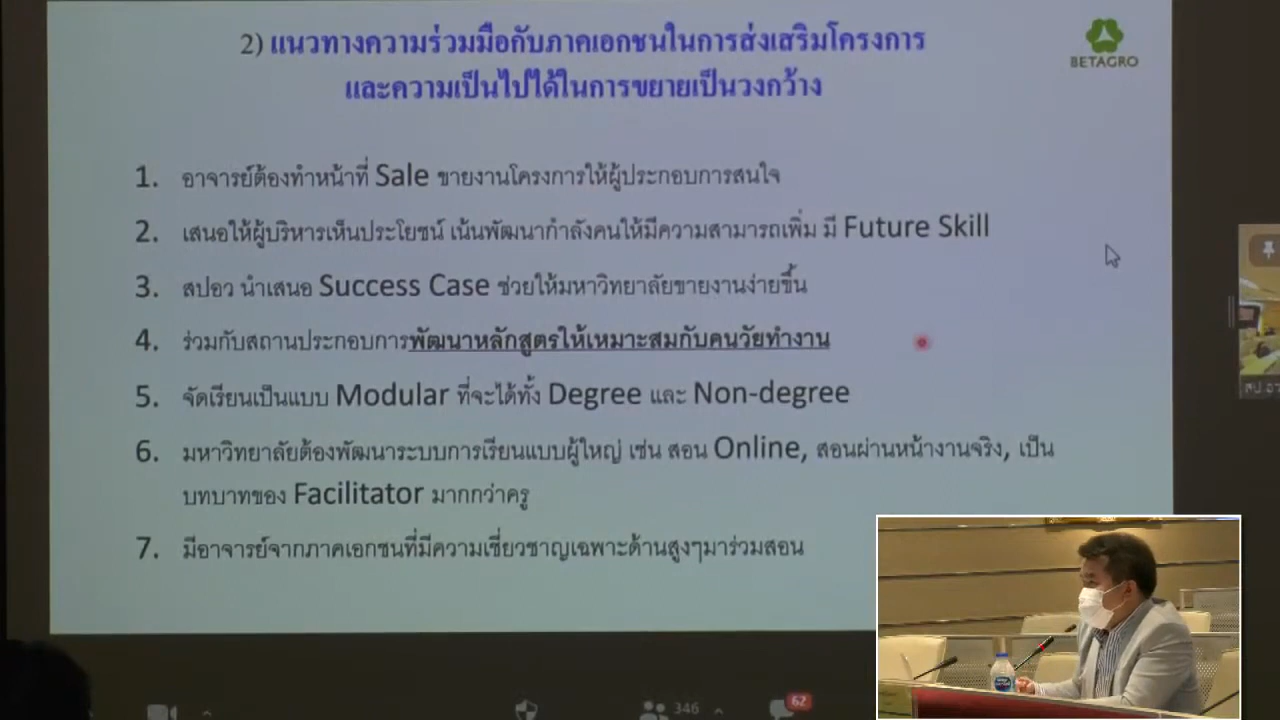 2) แนวทางความร่วมมือกับภาคเอกชนในการส่งเสริมโครงการ
และความเป็นไปได้ในการขยายเป็นวงกว้าง
BETAGRO
1. อาจารย์ต้องทำหน้าที่ Sale ขายงานโครงการให้ผู้ประกอบการสนใจ
2. เสนอให้ผู้บริหารเห็นประโยชน์ เน้นพัฒนากำลังคนให้มีความสามารถเพิ่ม มี Future Skill
3. สปอว นำเสนอ Success Case ช่วยให้มหาวิทยาลัยขายงานง่ายขึ้น
4. ร่วมกับสถานประกอบการพัฒนาหลักสูตรให้เหมาะสมกับคนวัยทำงาน
5. จัดเรียนเป็นแบบ Modular ที่จะได้ทั้ง Degree และ Non-degree
6. มหาวิทยาลัยต้องพัฒนาระบบการเรียนแบบผู้ใหญ่ เช่น สอน Online, สอนผ่านหน้างานจริง, เป็น
บทบาทของ Facilitator มากกว่าครู
7. มีอาจารย์จากภาคเอกชนที่มีความเชี่ยวชาญเฉพาะด้านสูงๆมาร่วมสอน
346
62